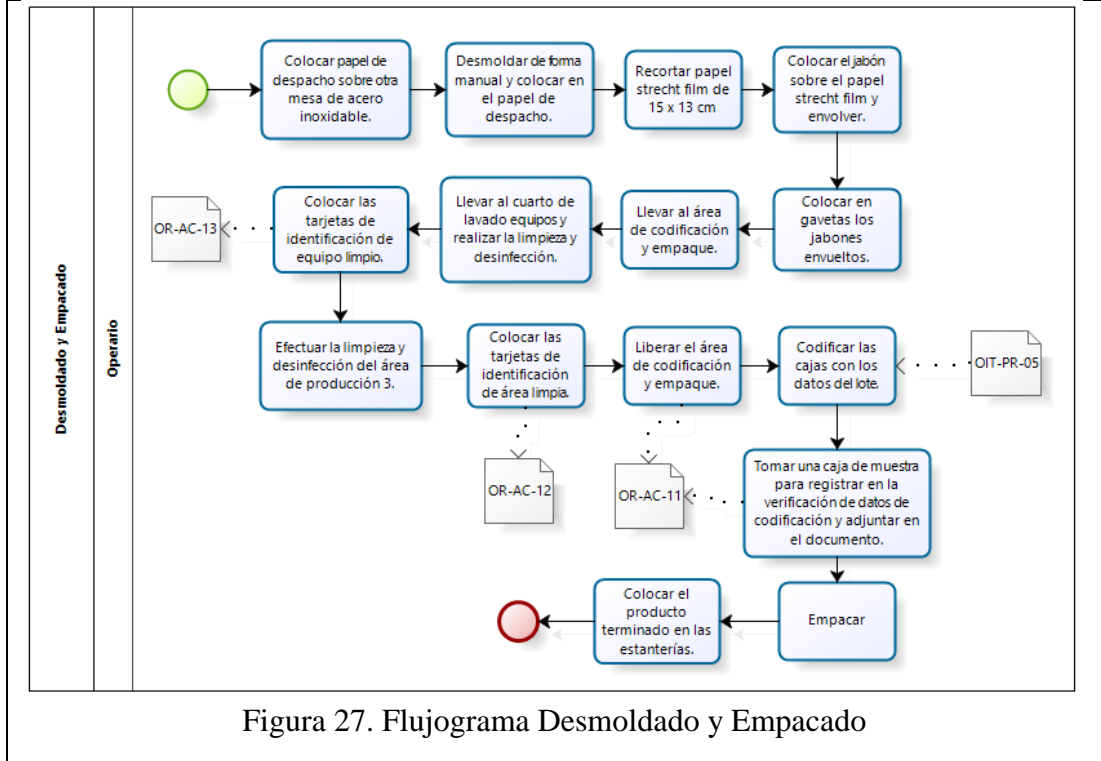 Desmoldado y Empacado
Operario
Colocar papel de
despacho sobre otra
mesa de acero
inoxidable.
Desmoldar de forma
manual y colocar en
el papel de
despacho.
Recortar papel
strecht film de
15 x 13 cm
Colocar el jabón
sobre el papel
strecht film y
envolver.
Colocar en
gavetas los
jabones
envueltos.
Llevar al área
de codificación
y empaque.
Llevar al cuarto de
lavado equipos y
realizar la limpieza y
desinfección.
Colocar las
tarjetas de
identificación de
equipo limpio.
OR-AC-13
Efectuar la limpieza y
desinfección del área
de producción 3.
Colocar las
tarjetas de
identificación
de área limpia.
Liberar el área
de codificación
y empaque.
Codificar las
cajas con los
datos del lote.
OIT-PR-05
OR-AC-12
OR-AC-11
Tomar una caja de muestra
para registrar en la
verificación de datos de
codificación y adjuntar en
el documento.
Empacar
Colocar el
producto
terminado en las
estanterías.
Figura 27. Flujograma Desmoldado y Empacado